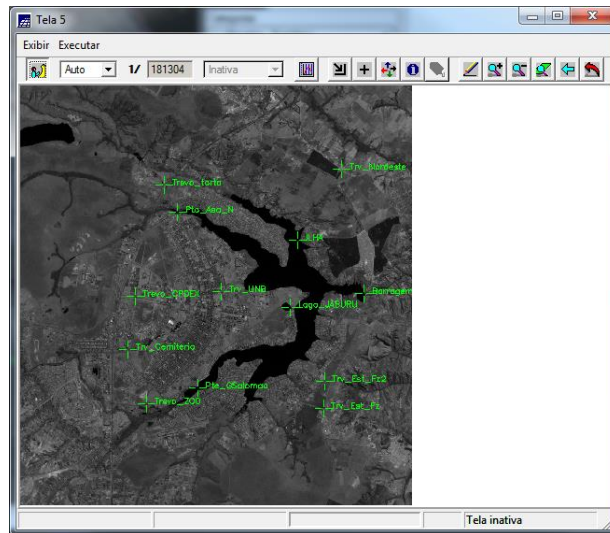 Tela 5
Exibir Executar
Auto 1/ 181304 Inativa
Trv_Nordeste
Trevo_torto
Pto_Aeo_N
ILHA
Trv_UNB
Barragem
Trevo_CPDEX
Lago_JABURU
Trv_Cemiterio
Trv_Est_Fz2
Pte_GSalomao
Trevo_ZOO
Trv_Est_Fz
Tela inativa